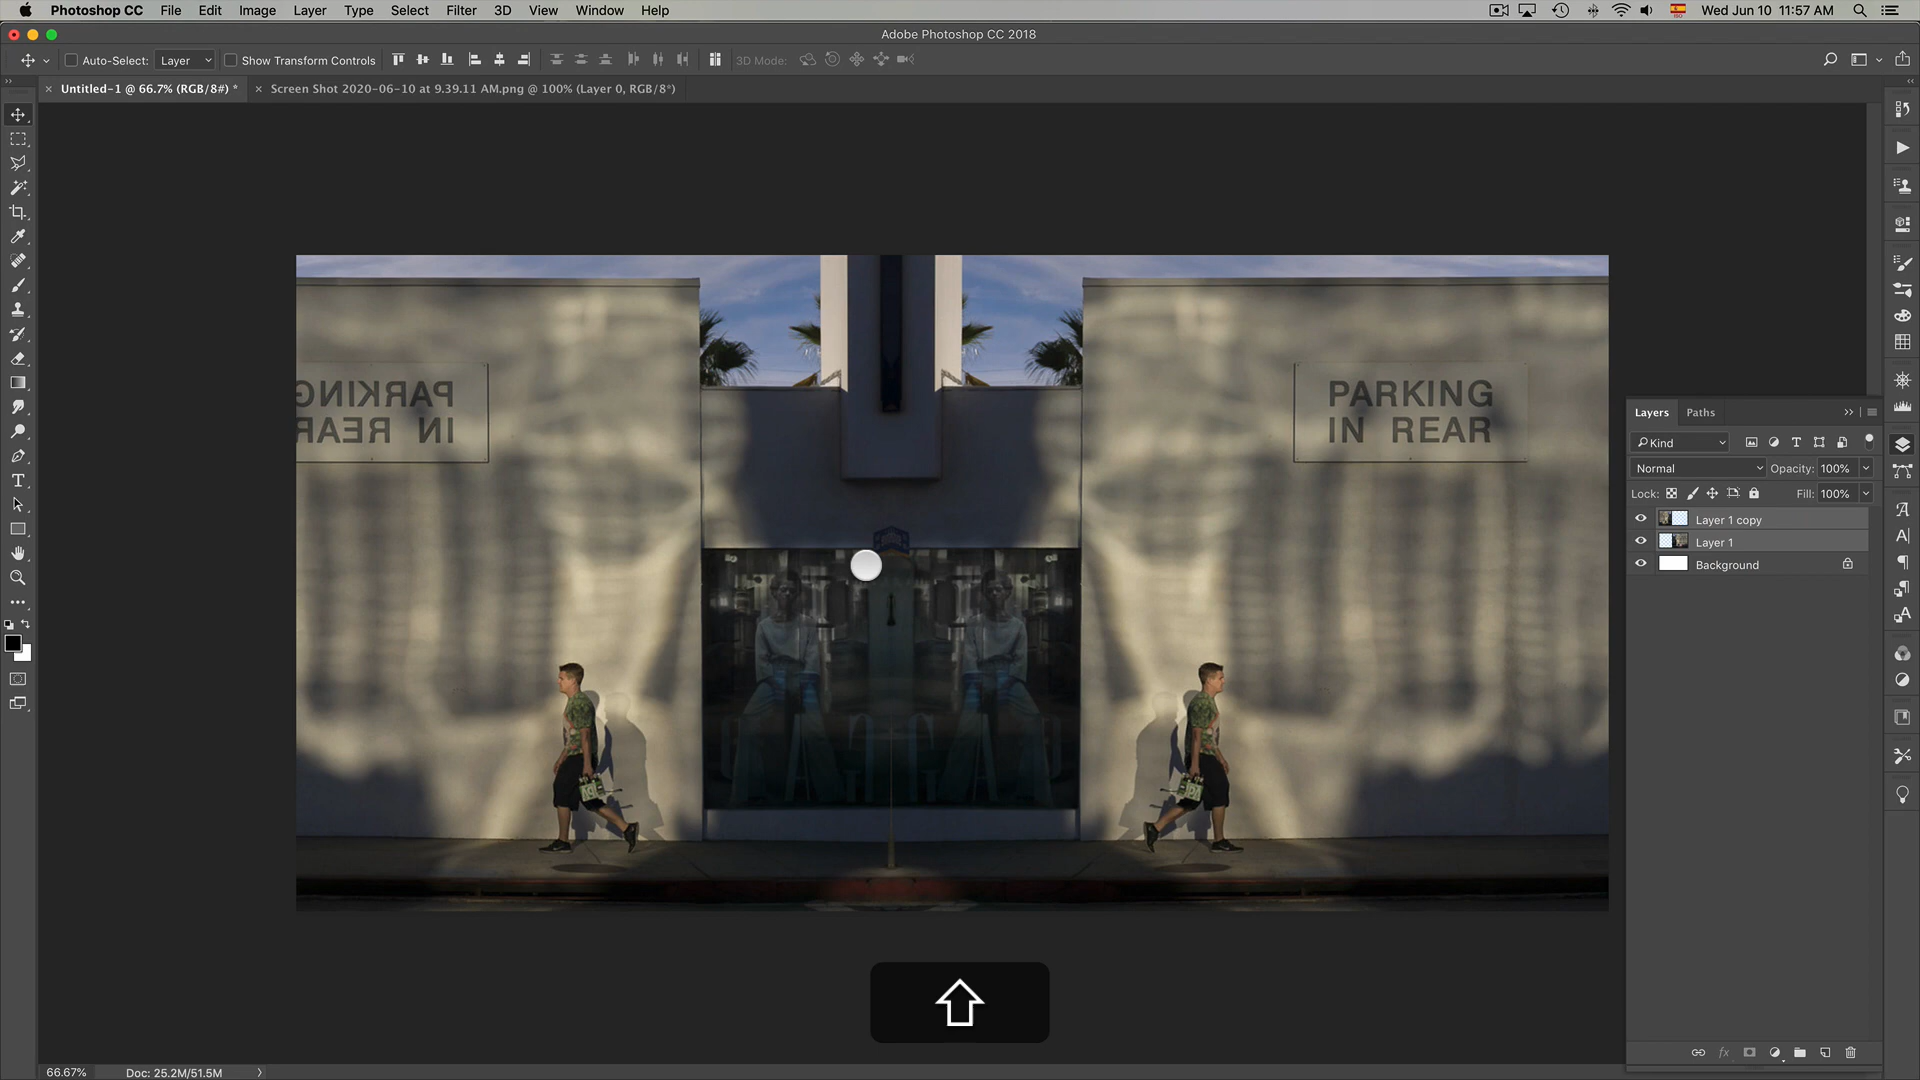 Photoshop CC File Edit Image Layer Type Select Filter 3D View Window Help Wed Jun 10 11:57 AM
Adobe Photoshop CC 2018
Auto-Select: Layer Show Transform Controls 3D Mode:
Untitled-1 @ 66.7% (RGB/8#) * Screen Shot 2020-06-10 at 9.39.11 AM.png @ 100% (Layer 0, RGB/8*)
PARKING
IN REAR
PARKING
IN REAR
Layers Paths
Kind
Normal Opacity: 100%
Lock: Fill: 100%
Layer 1 copy
Layer 1
Background
66.67% Doc: 25.2M/51.5M